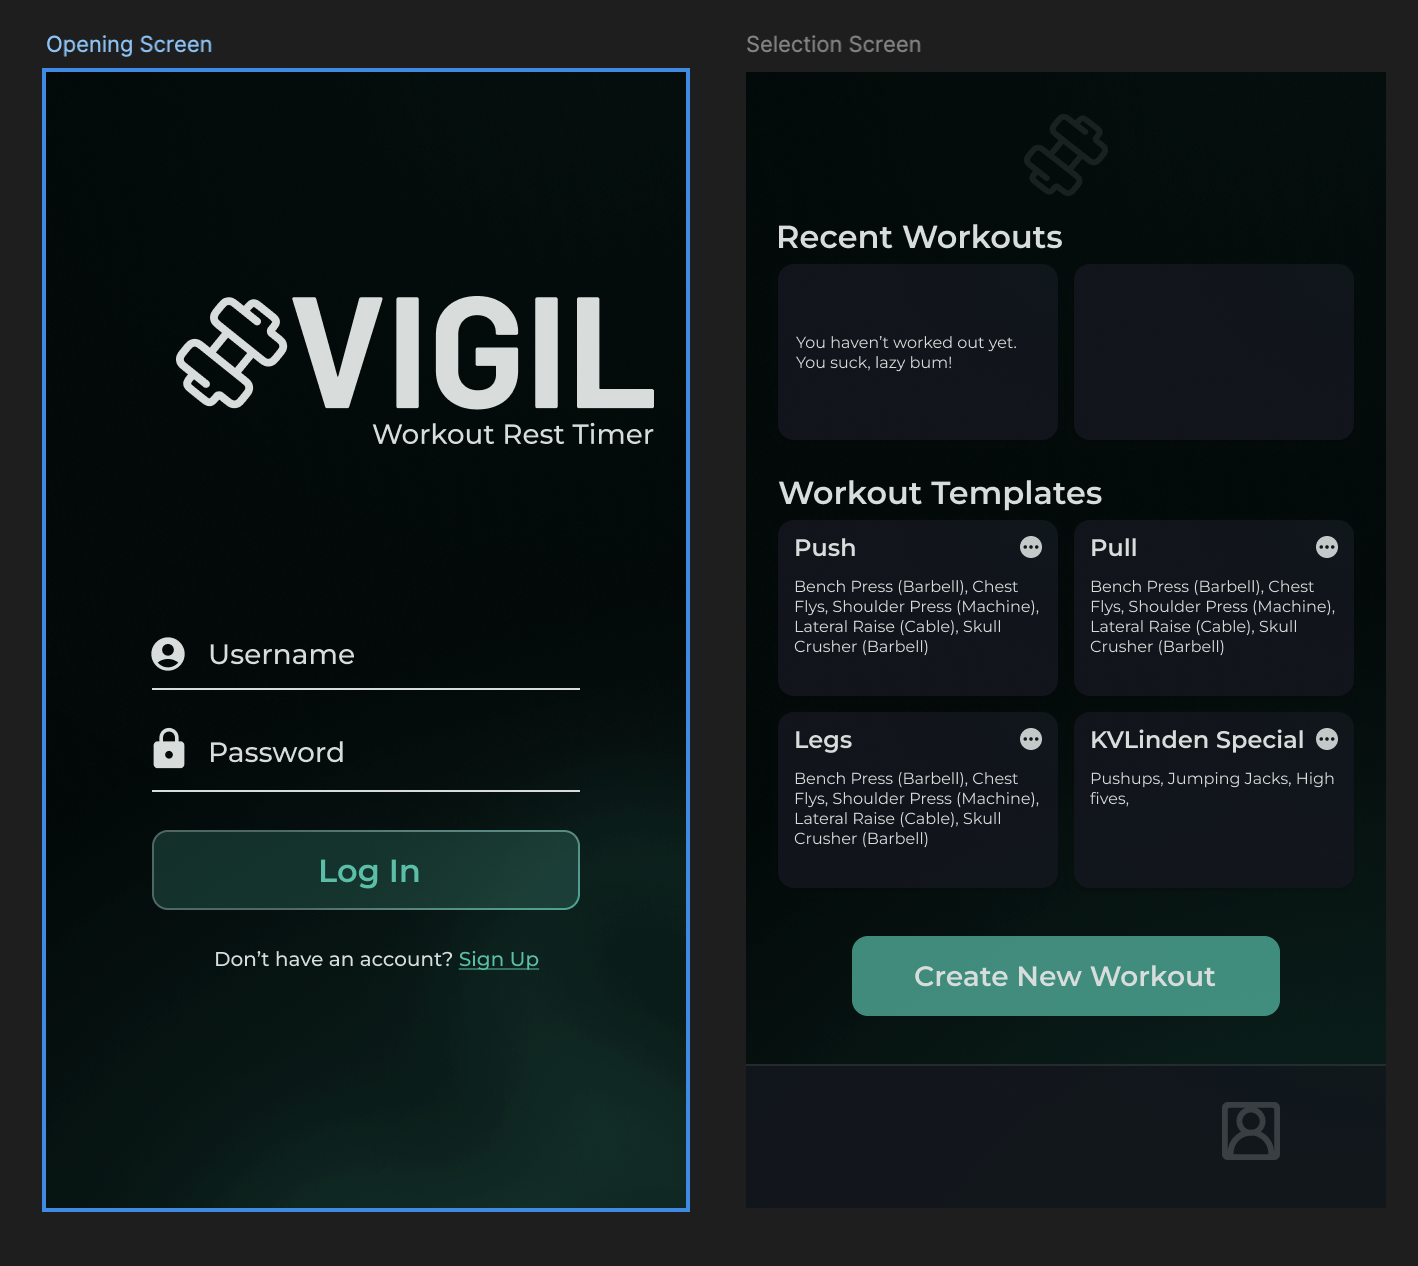 Opening Screen
VIGIL
Workout Rest Timer
Username
Password
Log In
Don’t have an account? Sign Up
Selection Screen
Recent Workouts
You haven’t worked out yet.
You suck, lazy bum!
Workout Templates
Push
Bench Press (Barbell), Chest
Flys, Shoulder Press (Machine),
Lateral Raise (Cable), Skull
Crusher (Barbell)
Pull
Bench Press (Barbell), Chest
Flys, Shoulder Press (Machine),
Lateral Raise (Cable), Skull
Crusher (Barbell)
Legs
Bench Press (Barbell), Chest
Flys, Shoulder Press (Machine),
Lateral Raise (Cable), Skull
Crusher (Barbell)
KVLinden Special
Pushups, Jumping Jacks, High
fives,
Create New Workout